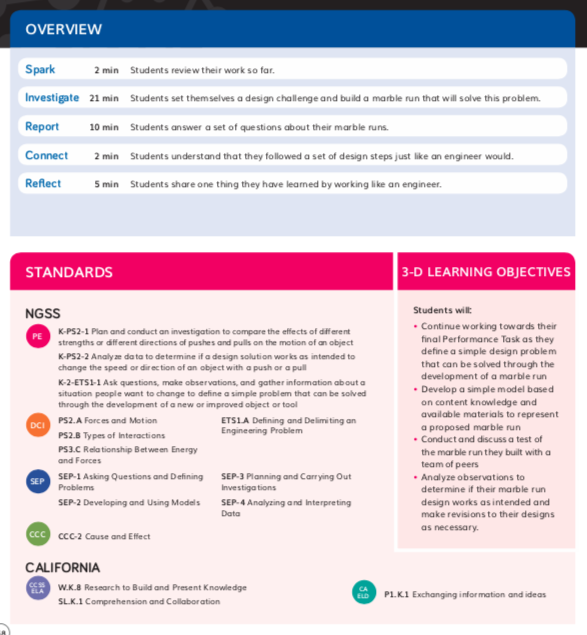 OVERVIEW
Spark 2 min Students review their work so far.
Investigate 21 min Students set themselves a design challenge and build a marble run that will solve this problem.
Report 10 min Students answer a set of questions about their marble runs.
Connect 2 min Students understand that they followed a set of design steps just like an engineer would.
Reflect 5 min Students share one thing they have learned by working like an engineer.
STANDARDS
NGSS
PE
K-PS2-1 Plan and conduct an investigation to compare the effects of different
strengths or different directions of pushes and pulls on the motion of an object
K-PS2-2 Analyze data to determine if a design solution works as intended to
change the speed or direction of an object with a push or a pull
K-2-ETS1-1 Ask questions, make observations, and gather information about a
situation people want to change to define a simple problem that can be solved
through the development of a new or improved object or tool
DCI
PS2.A Forces and Motion
PS2.B Types of Interactions
PS3.C Relationship Between Energy
and Forces
ETS1.A Defining and Delimiting an
Engineering Problem
SEP
SEP-1 Asking Questions and Defining
Problems
SEP-2 Developing and Using Models
SEP-3 Planning and Carrying Out
Investigations
SEP-4 Analyzing and Interpreting
Data
CCC
CCC-2 Cause and Effect
CALIFORNIA
CCSS
ELA
W.K.8 Research to Build and Present Knowledge
SL.K.1 Comprehension and Collaboration
CA
ELD
P1.K.1 Exchanging information and ideas
3-D LEARNING OBJECTIVES
Students will:
• Continue working towards their
final Performance Task as they
define a simple design problem
that can be solved through the
development of a marble run
• Develop a simple model based
on content knowledge and
available materials to represent
a proposed marble run
• Conduct and discuss a test of
the marble run they built with a
team of peers
• Analyze observations to
determine if their marble run
design works as intended and
make revisions to their designs
as necessary.